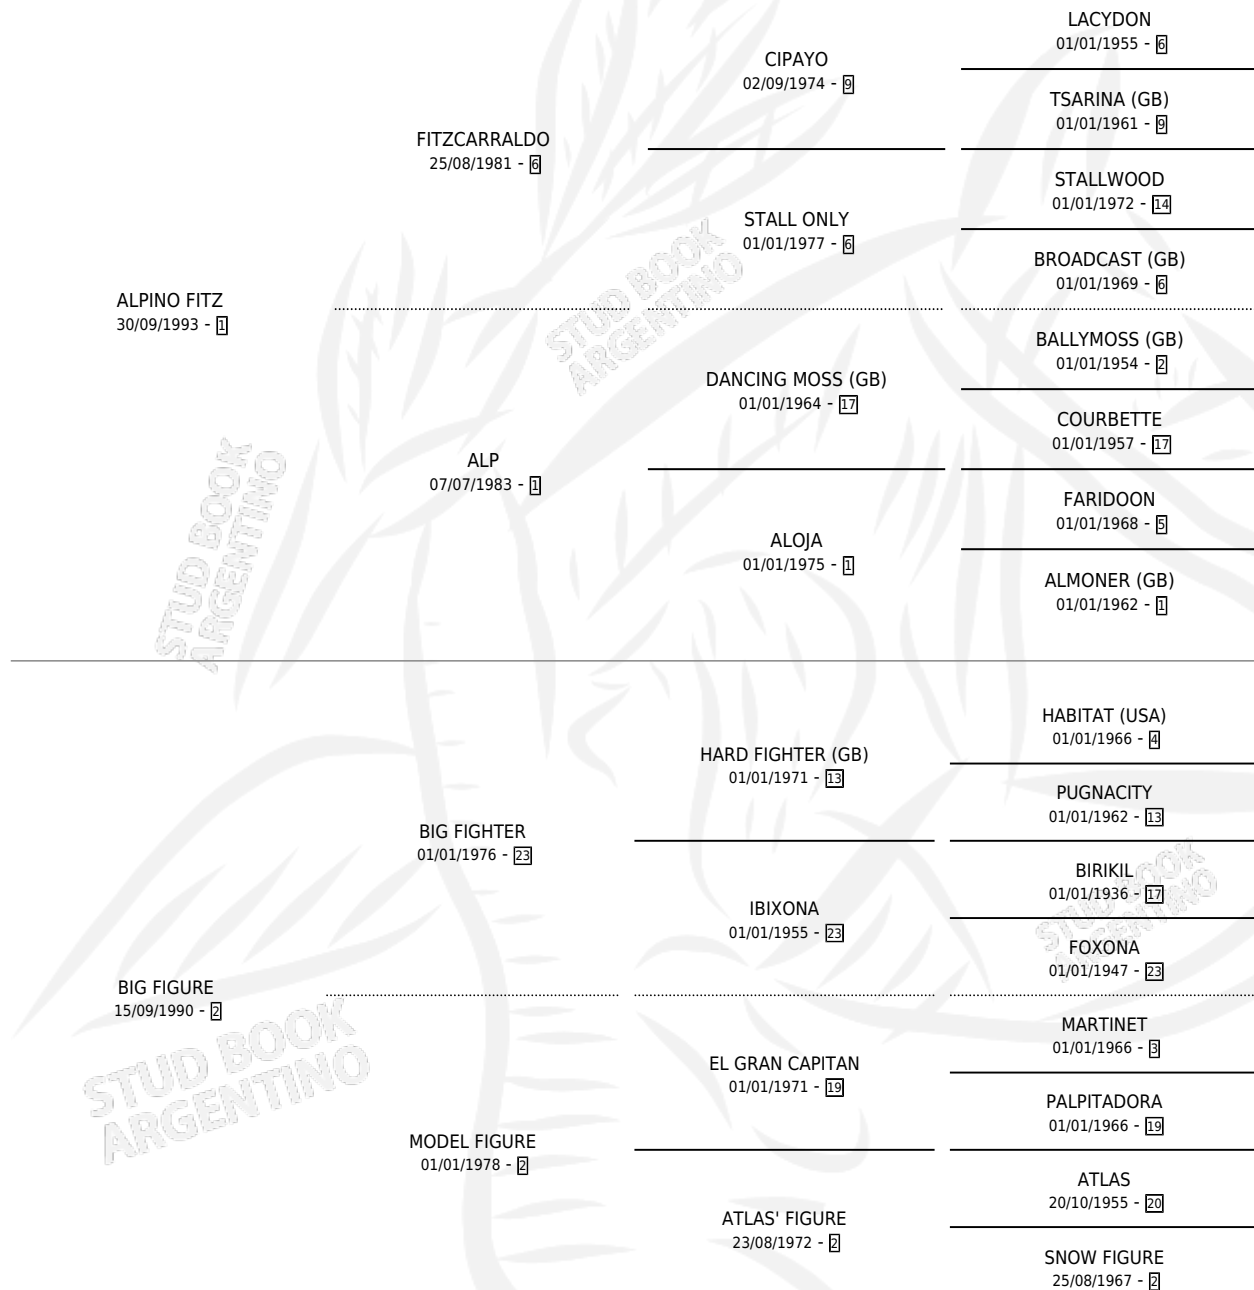 LACYDON
01/01/1955 - 6
CIPAYO
02/09/1974 - 9
TSARINA (GB)
01/01/1961 - 9
FITZCARRALDO
25/08/1981 - 6
STALLWOOD
01/01/1972 - 14
STALL ONLY
01/01/1977 - 6
BROADCAST (GB)
01/01/1969 - 6
ALPINO FITZ
30/09/1993 - 1
BALLYMOSS (GB)
01/01/1954 - 2
DANCING MOSS (GB)
01/01/1964 - 17
COURBETTE
01/01/1957 - 17
ALP
07/07/1983 - 1
FARIDOON
01/01/1968 - 5
ALOJA
01/01/1975 - 1
ALMONER (GB)
01/01/1962 - 1
HABITAT (USA)
01/01/1966 - 4
HARD FIGHTER (GB)
01/01/1971 - 13
PUGNACITY
01/01/1962 - 13
BIG FIGHTER
01/01/1976 - 23
BIRIKIL
01/01/1936 - 17
IBIXONA
01/01/1955 - 23
FOXONA
01/01/1947 - 23
BIG FIGURE
15/09/1990 - 2
MARTINET
01/01/1966 - 3
EL GRAN CAPITAN
01/01/1971 - 19
PALPITADORA
01/01/1966 - 19
MODEL FIGURE
01/01/1978 - 2
ATLAS
20/10/1955 - 20
ATLAS' FIGURE
23/08/1972 - 2
SNOW FIGURE
25/08/1967 - 2
STUD BOOK
ARGENTINO
STUD BOOK
ARGENTINO
STUD BOOK
ARGENTINO
STUD BOOK
ARGENTINO